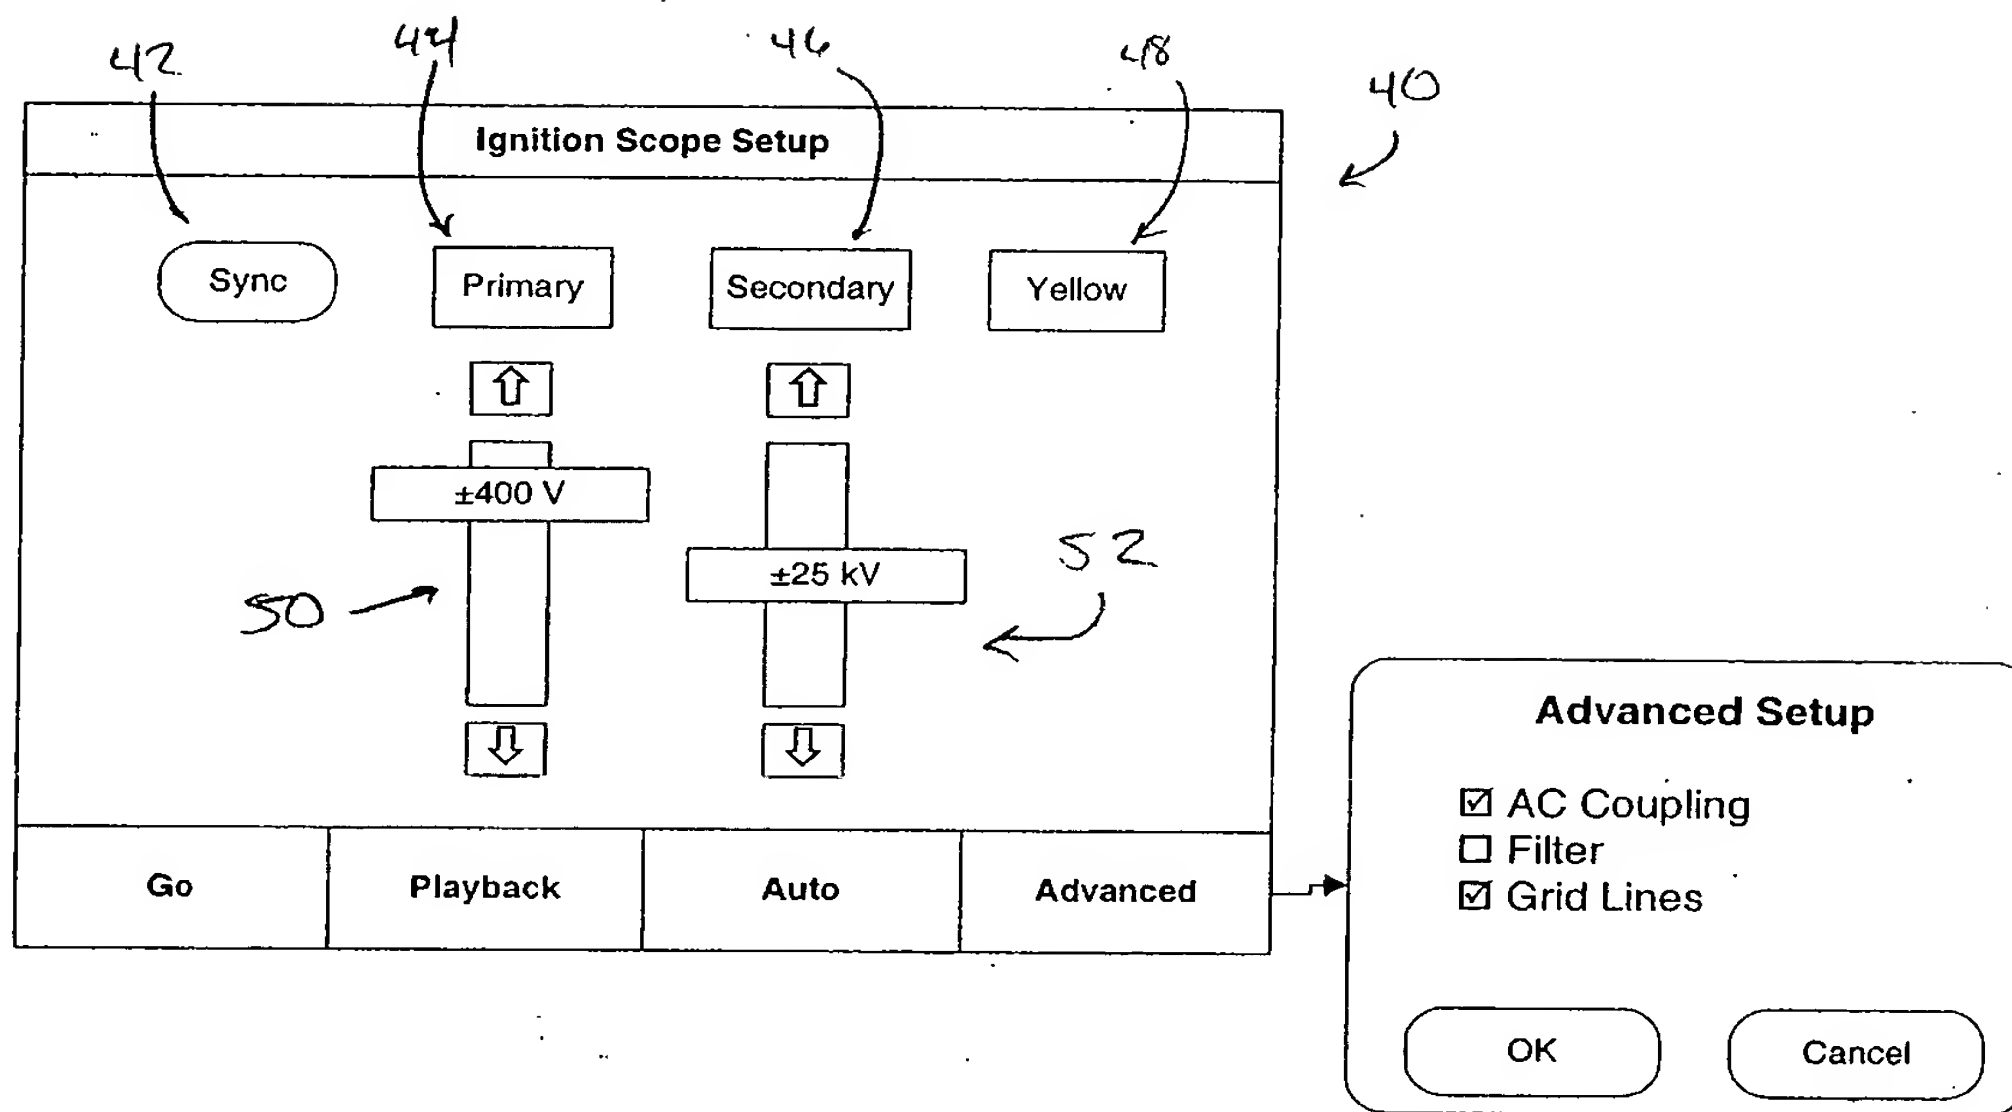 42
44
46
48
40
Ignition Scope Setup
Sync
Primary
Secondary
Yellow
±400 V
±25 kV
50
52
Go
Playback
Auto
Advanced
Advanced Setup
☑ AC Coupling
☐ Filter
☑ Grid Lines
OK
Cancel